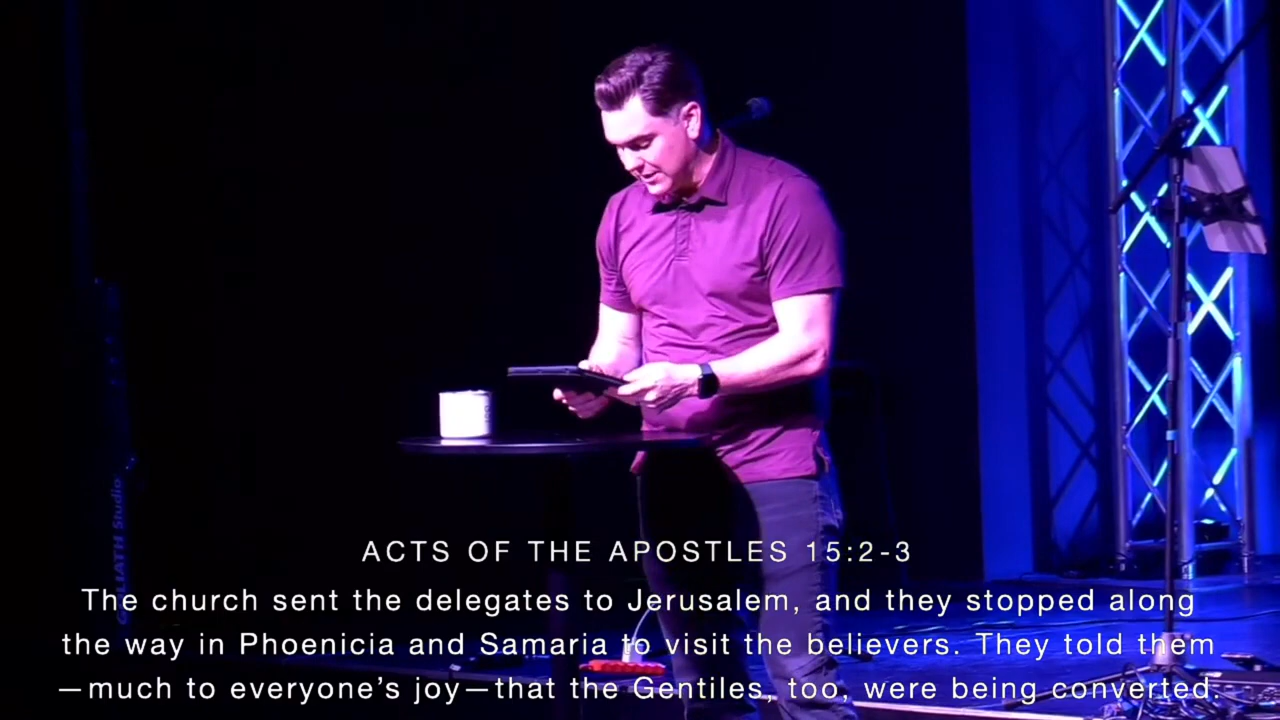 ACTS OF THE APOSTLES 15:2-3
The church sent the delegates to Jerusalem, and they stopped along
the way in Phoenicia and Samaria to visit the believers. They told them
—much to everyone’s joy—that the Gentiles, too, were being converted.
GOLIATH Studio